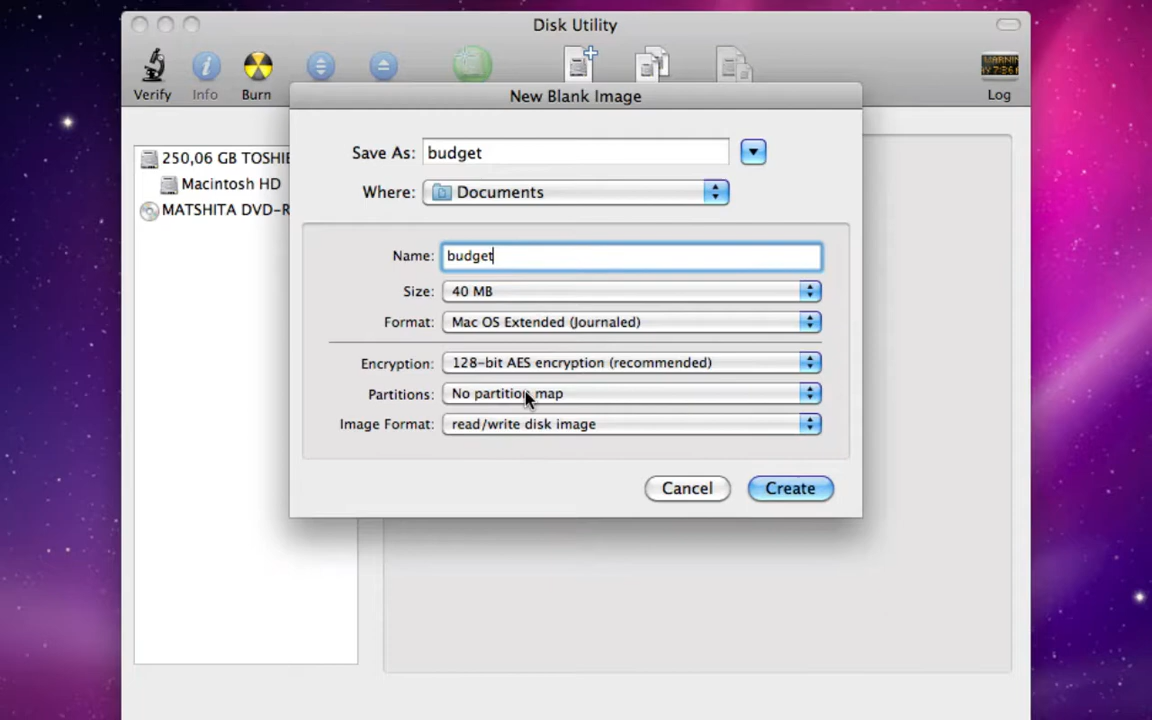 Disk Utility
Verify Info Burn Log
New Blank Image
Save As: budget
Where: Documents
250,06 GB TOSHI
Macintosh HD
MATSHITA DVD-R
Name: budget
Size: 40 MB
Format: Mac OS Extended (Journaled)
Encryption: 128-bit AES encryption (recommended)
Partitions: No partition map
Image Format: read/write disk image
Cancel Create